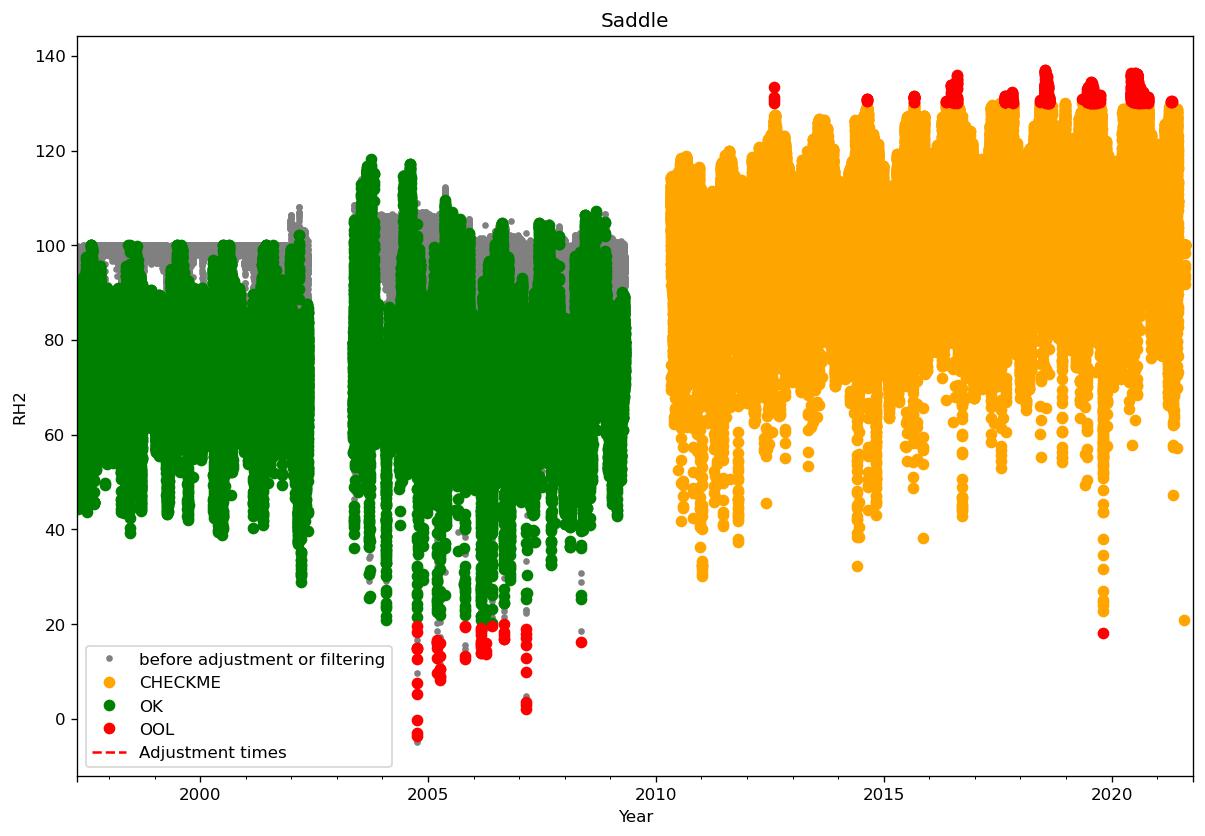 Saddle
140
120
100
80
60
40
20
0
RH2
before adjustment or filtering
CHECKME
OK
OOL
Adjustment times
2000 2005 2010 2015 2020
Year